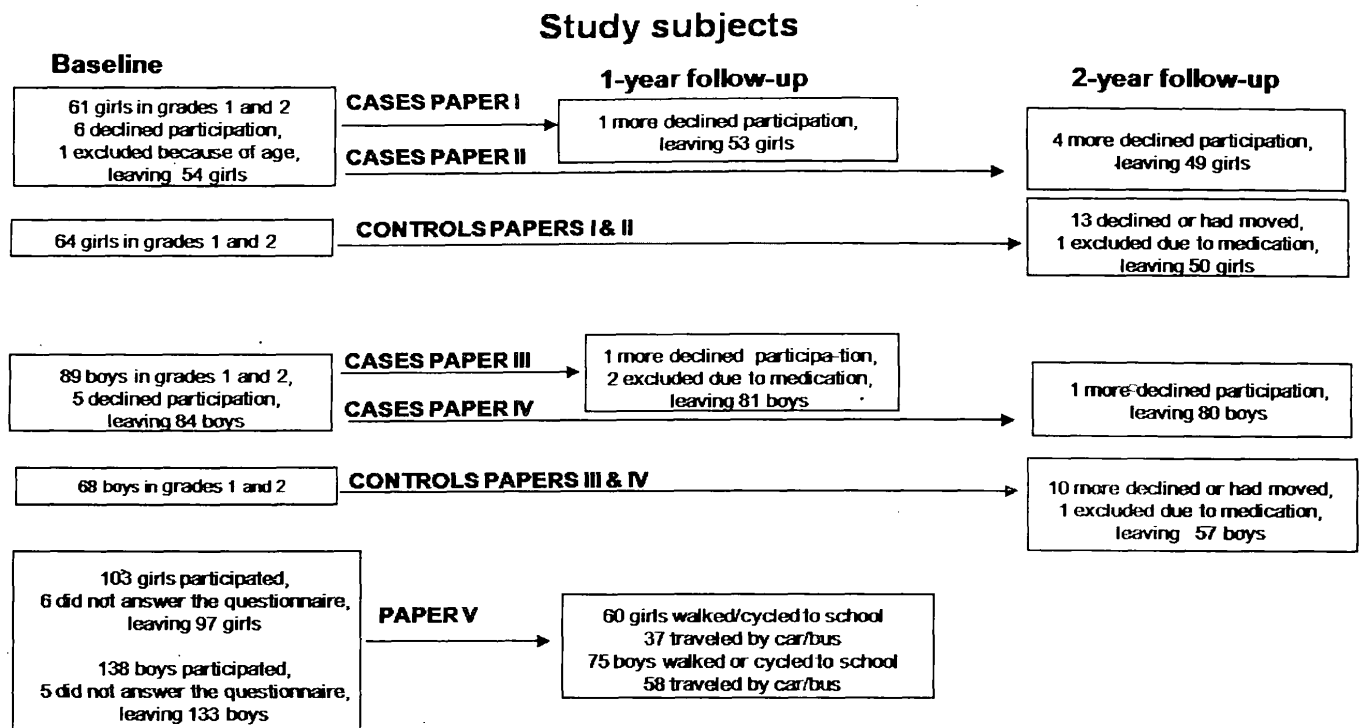 Study subjects
Baseline
1-year follow-up
2-year follow-up
61 girls in grades 1 and 2
6 declined participation,
1 excluded because of age,
leaving 54 girls
CASES PAPER I
1 more declined participation,
leaving 53 girls
CASES PAPER II
4 more declined participation,
leaving 49 girls
64 girls in grades 1 and 2
CONTROLS PAPERS I & II
13 declined or had moved,
1 excluded due to medication,
leaving 50 girls
89 boys in grades 1 and 2,
5 declined participation,
leaving 84 boys
CASES PAPER III
1 more declined participa-tion,
2 excluded due to medication,
leaving 81 boys
CASES PAPER IV
1 more declined participation,
leaving 80 boys
68 boys in grades 1 and 2
CONTROLS PAPERS III & IV
10 more declined or had moved,
1 excluded due to medication,
leaving 57 boys
103 girls participated,
6 did not answer the questionnaire,
leaving 97 girls
138 boys participated,
5 did not answer the questionnaire,
leaving 133 boys
PAPER V
60 girls walked/cycled to school
37 traveled by car/bus
75 boys walked or cycled to school
58 traveled by car/bus